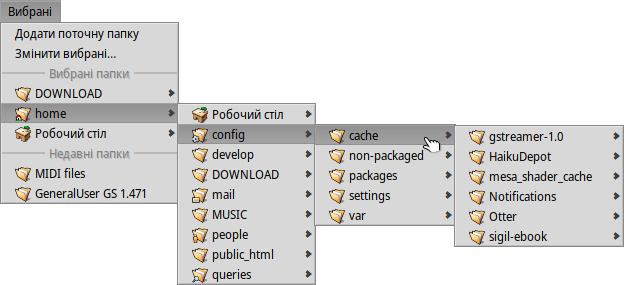 Вибрані
Додати поточну папку
Змінити вибрані...
Вибрані папки
DOWNLOAD
home
Робочий стіл
Недавні папки
MIDI files
GeneralUser GS 1.471
Робочий стіл
config
develop
DOWNLOAD
mail
MUSIC
people
public_html
queries
cache
non-packaged
packages
settings
var
gstreamer-1.0
HaikuDepot
mesa_shader_cache
Notifications
Otter
sigil-ebook